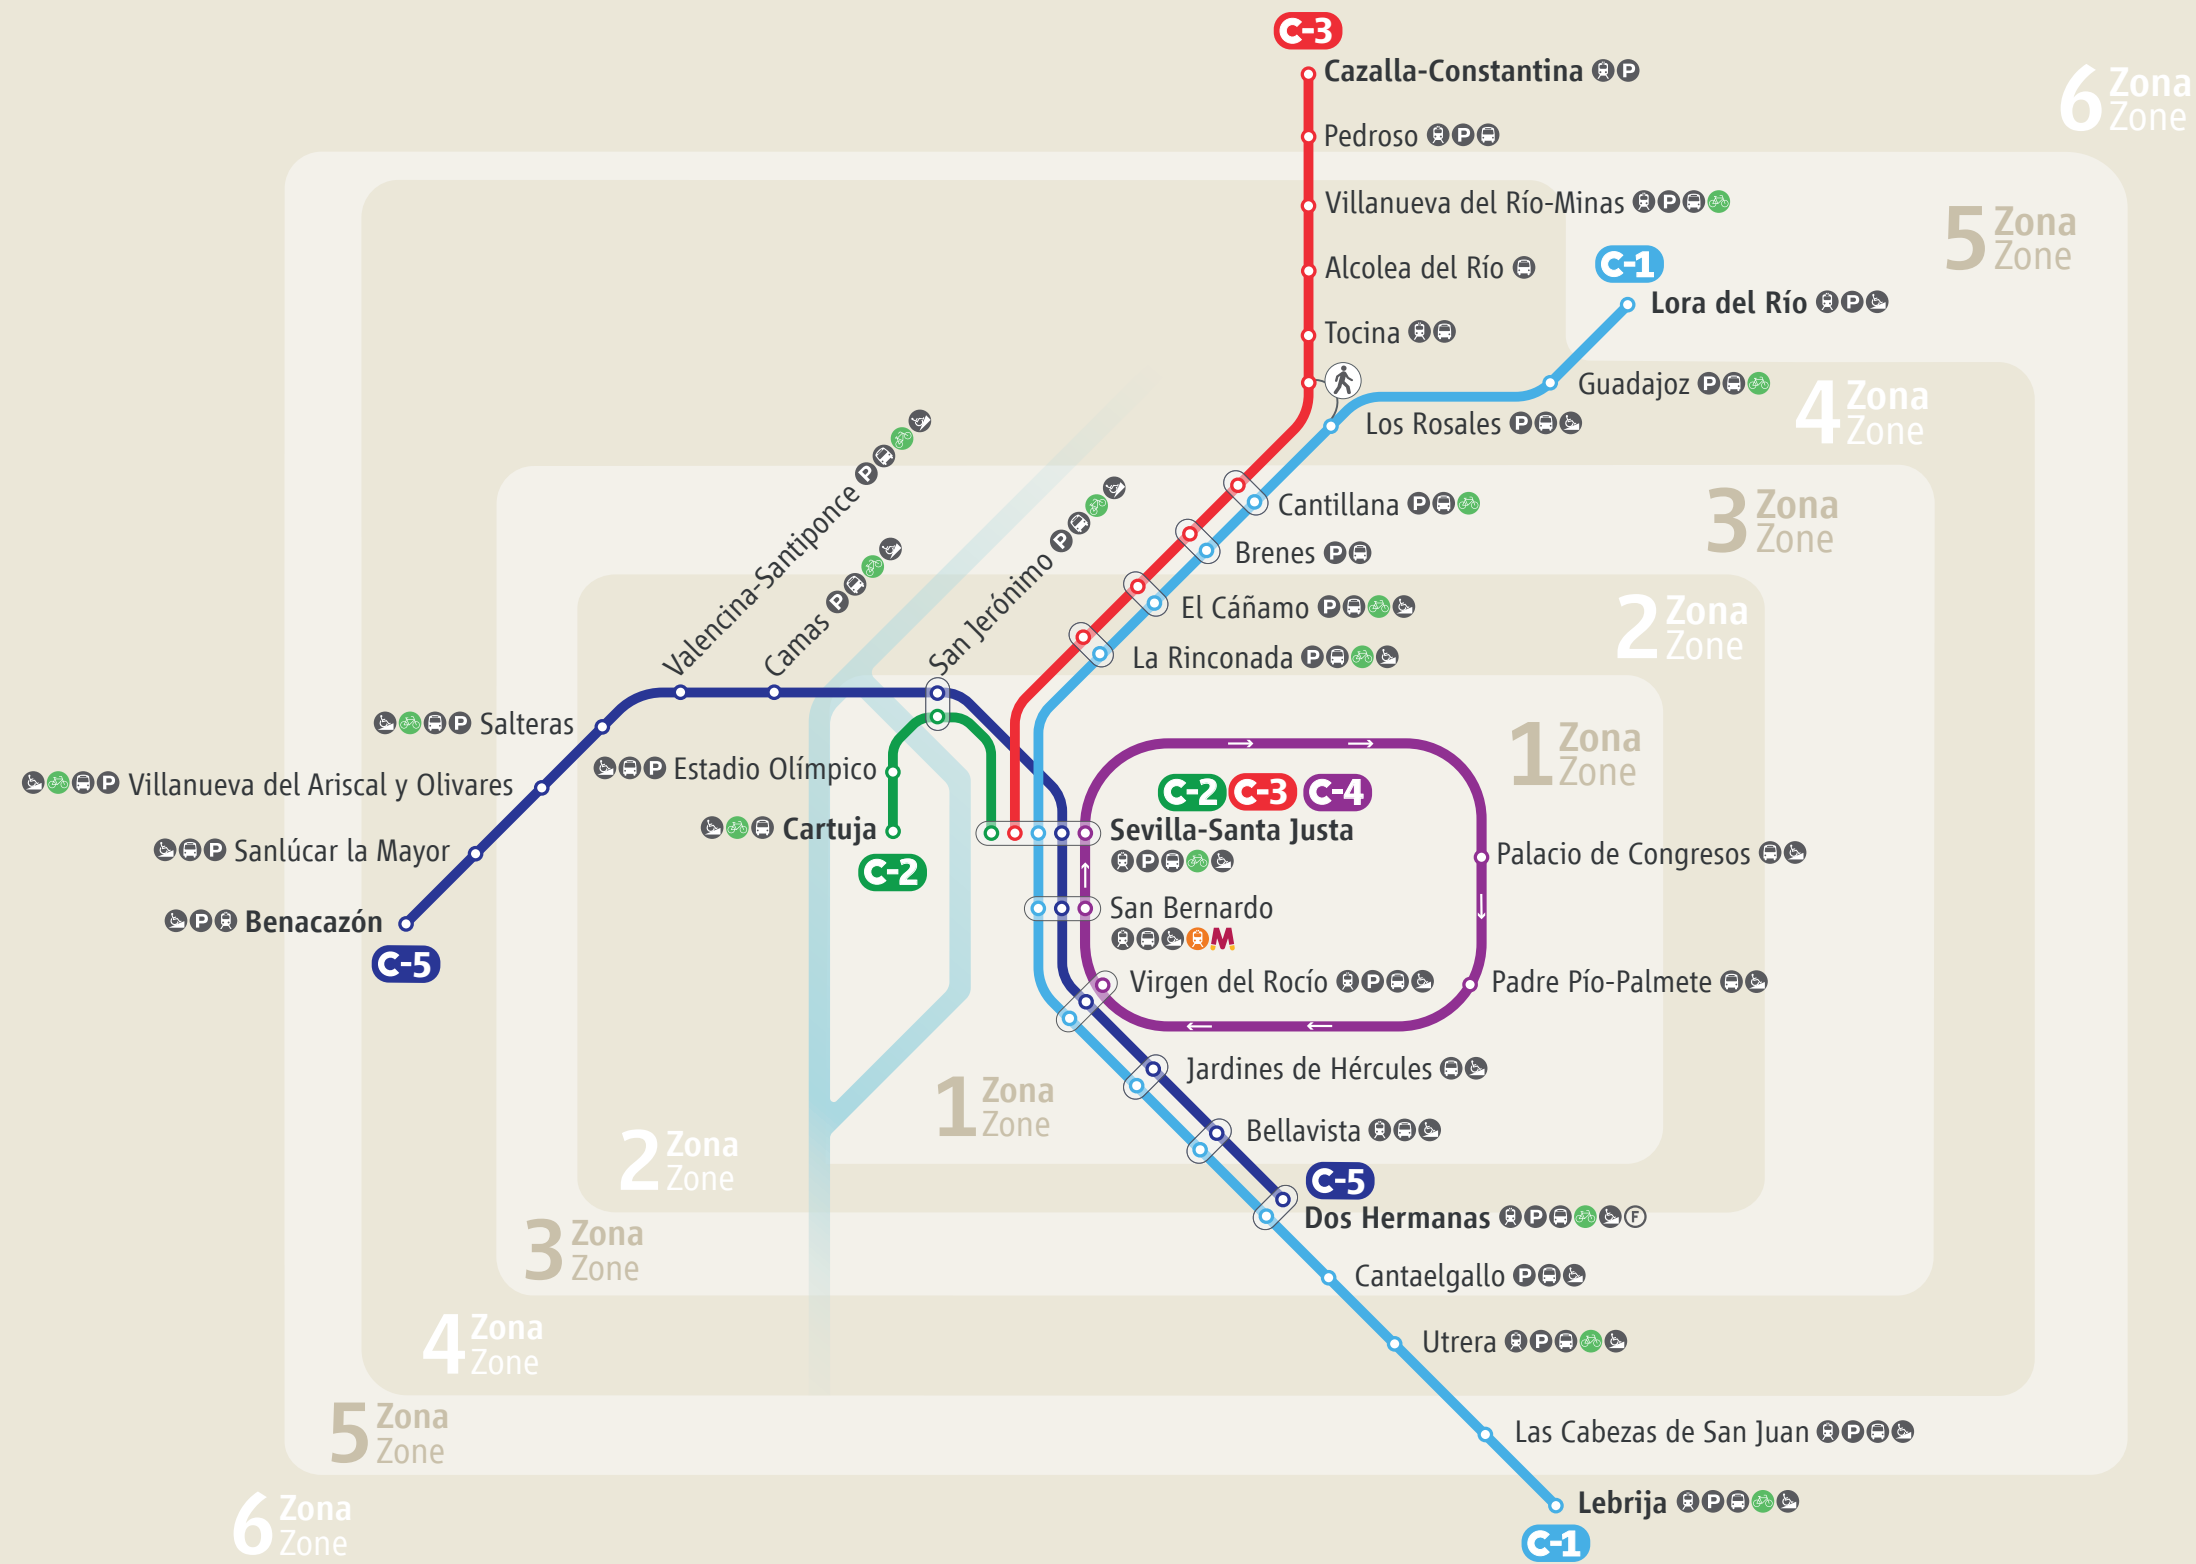 C-3
Cazalla-Constantina P
6 Zona
Zone
Pedroso P
Villanueva del Río-Minas P
5 Zona
Zone
Alcolea del Río
C-1
Lora del Río P
Tocina
Guadajoz P
4 Zona
Zone
Los Rosales P
Valencina-Santiponce P
San Jerónimo P
Camas P
Cantillana P
3 Zona
Zone
Brenes P
El Cáñamo P
2 Zona
Zone
La Rinconada P
P Salteras
P Estadio Olímpico
1 Zona
Zone
P Villanueva del Ariscal y Olivares
C-2 C-3 C-4
Cartuja
Sevilla-Santa Justa
P
P Sanlúcar la Mayor
Palacio de Congresos
C-2
P Benacazón
San Bernardo
M
C-5
Virgen del Rocío P
Padre Pío-Palmete
Jardines de Hércules
1 Zona
Zone
Bellavista
2 Zona
Zone
C-5
Dos Hermanas P F
3 Zona
Zone
Cantaelgallo P
4 Zona
Zone
Utrera P
5 Zona
Zone
Las Cabezas de San Juan P
6 Zona
Zone
Lebrija P
C-1